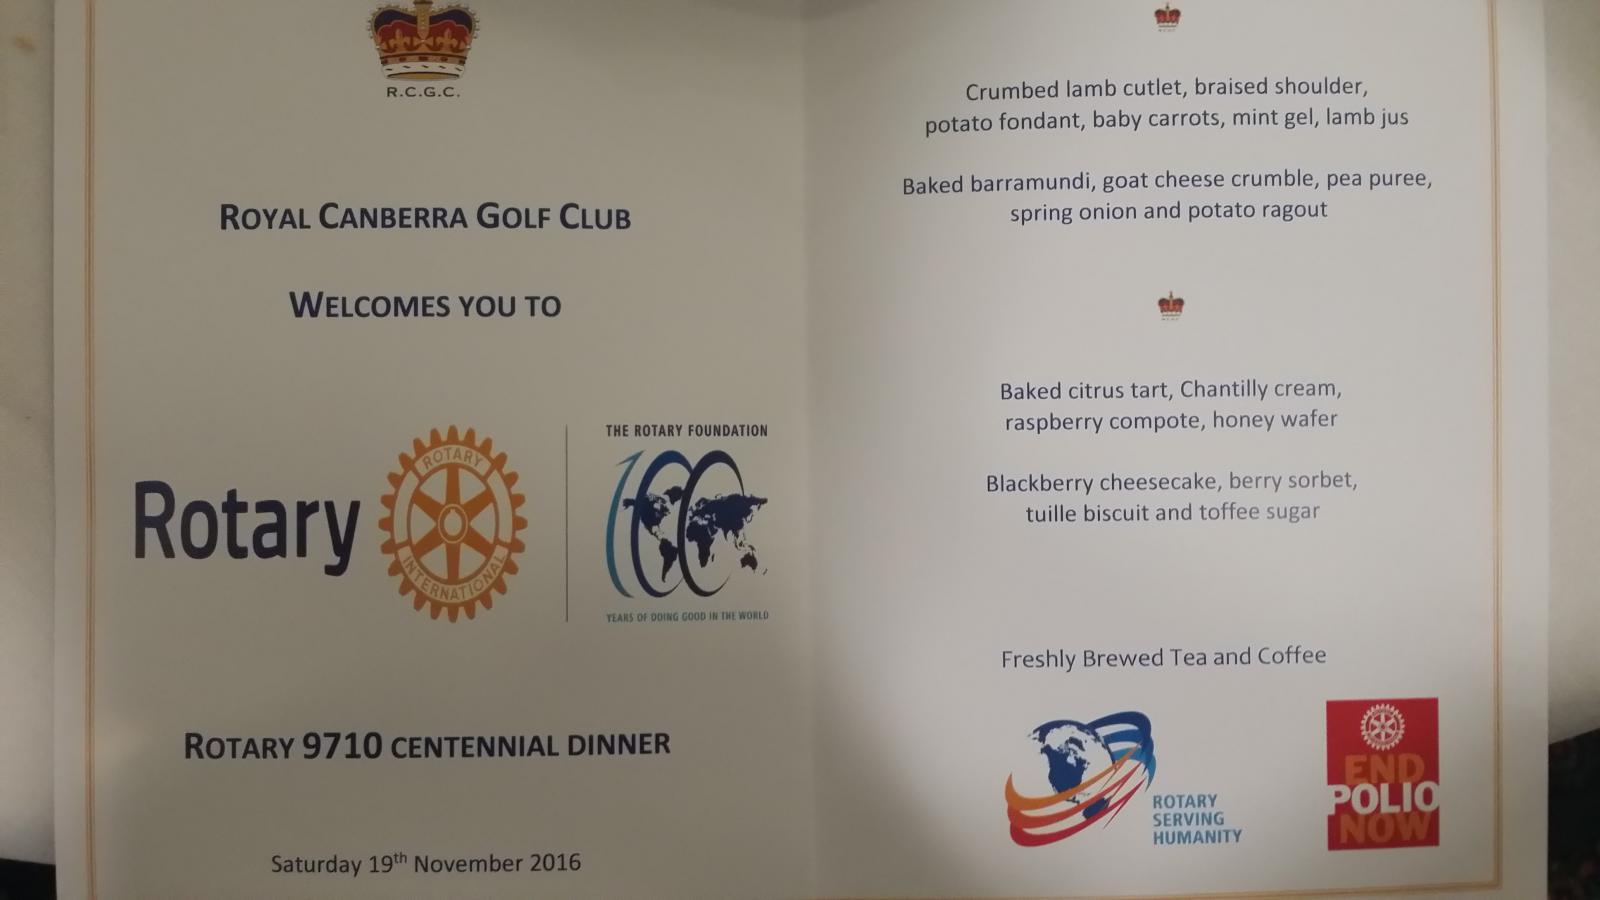 R.C.G.C.
ROYAL CANBERRA GOLF CLUB
WELCOMES YOU TO
Rotary
ROTARY
INTERNATIONAL
THE ROTARY FOUNDATION
100
YEARS OF DOING GOOD IN THE WORLD
ROTARY 9710 CENTENNIAL DINNER
Saturday 19th November 2016
Crumbed lamb cutlet, braised shoulder,
potato fondant, baby carrots, mint gel, lamb jus
Baked barramundi, goat cheese crumble, pea puree,
spring onion and potato ragout
Baked citrus tart, Chantilly cream,
raspberry compote, honey wafer
Blackberry cheesecake, berry sorbet,
tuille biscuit and toffee sugar
Freshly Brewed Tea and Coffee
ROTARY
SERVING
HUMANITY
END
POLIO
NOW